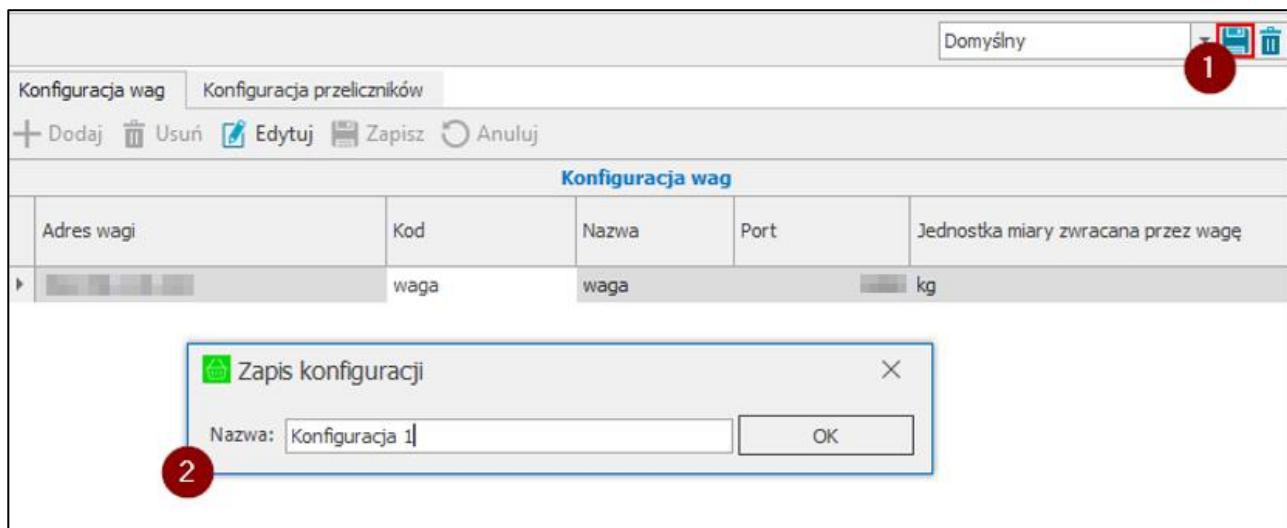 Domyślny
1
Konfiguracja wag Konfiguracja przeliczników
Dodaj Usuń Edytuj Zapisz Anuluj
Konfiguracja wag
Adres wagi Kod Nazwa Port Jednostka miary zwracana przez wagę
waga waga kg
Zapis konfiguracji
Nazwa: Konfiguracja 1 OK
2